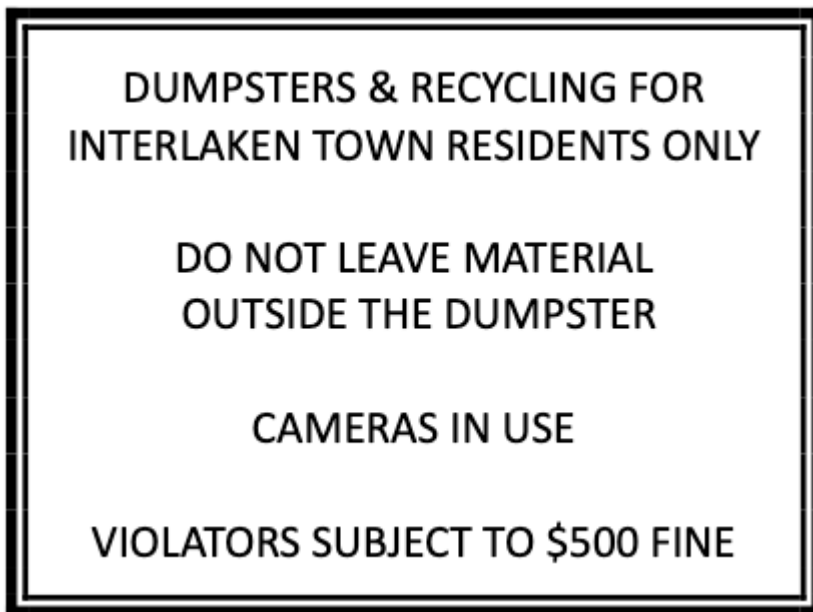 DUMPSTERS & RECYCLING FOR
INTERLAKEN TOWN RESIDENTS ONLY
DO NOT LEAVE MATERIAL
OUTSIDE THE DUMPSTER
CAMERAS IN USE
VIOLATORS SUBJECT TO $500 FINE